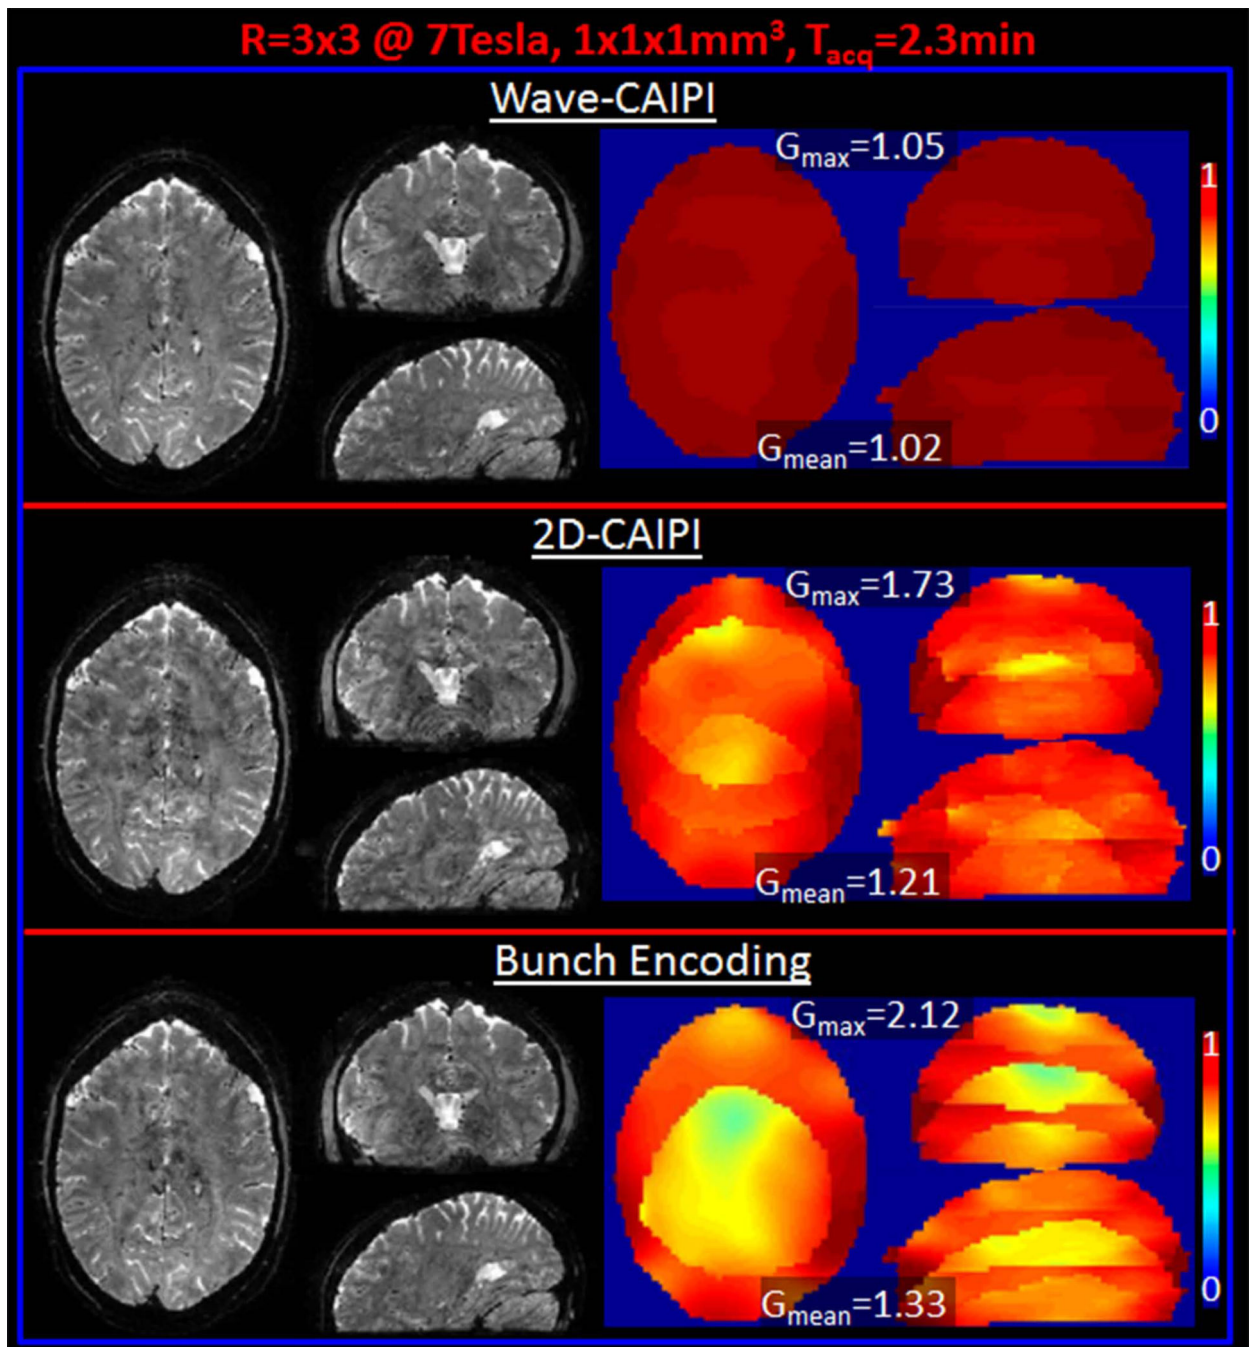 R=3x3 @ 7Tesla, 1x1x1mm³, Tacq=2.3min
Wave-CAIPI
Gmax=1.05
1
0
Gmean=1.02
2D-CAIPI
Gmax=1.73
1
0
Gmean=1.21
Bunch Encoding
Gmax=2.12
1
0
Gmean=1.33